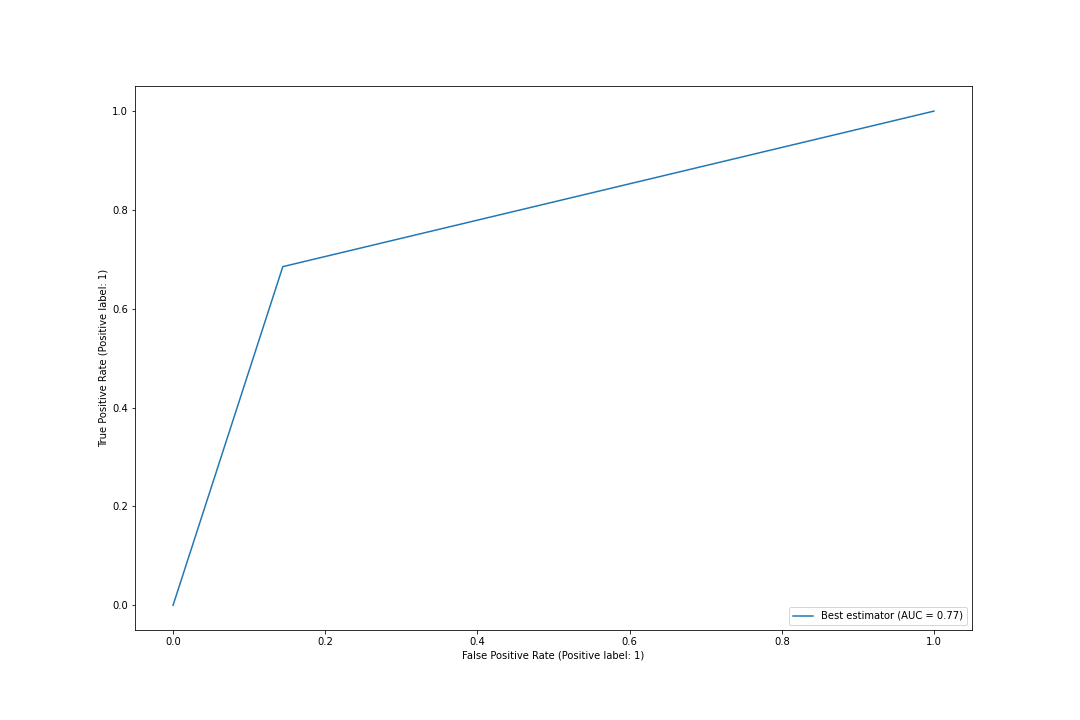 1.0
0.8
0.6
0.4
0.2
0.0
True Positive Rate (Positive label: 1)
Best estimator (AUC = 0.77)
0.0 0.2 0.4 0.6 0.8 1.0
False Positive Rate (Positive label: 1)